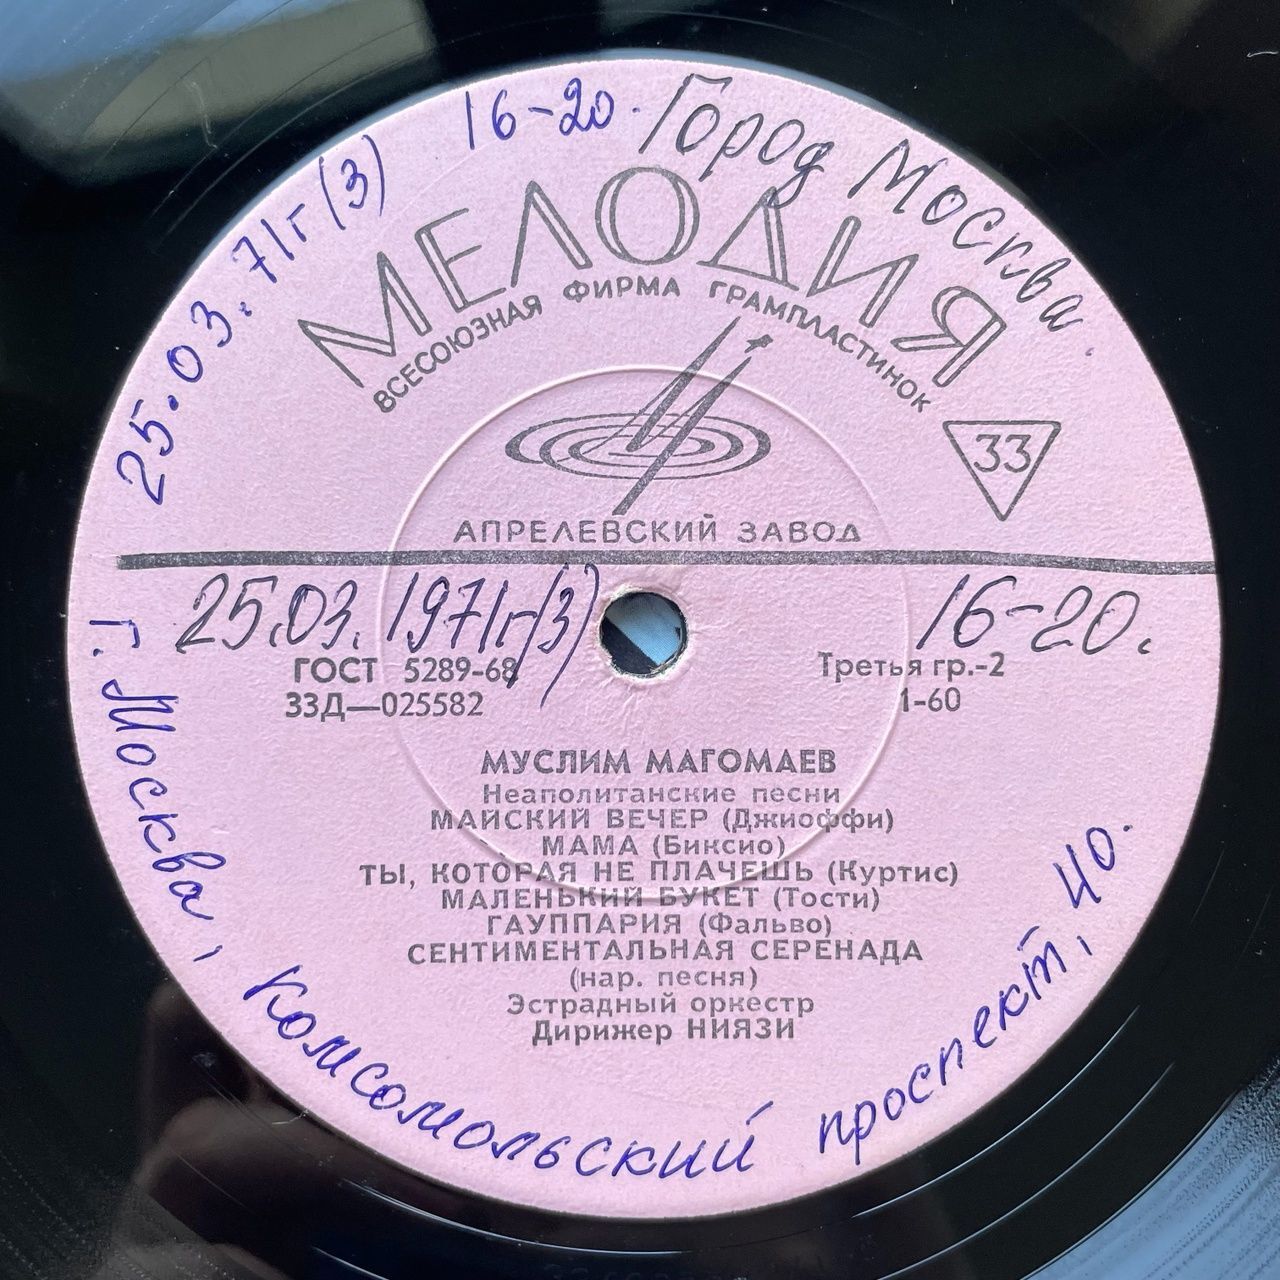 16-20. Город Москва.
25.03.71г(3)
МЕЛОДИЯ
ВСЕСОЮЗНАЯ ФИРМА ГРАМПЛАСТИНОК
33
АПРЕЛЕВСКИЙ ЗАВОД
25.03.1971г(3) 16-20.
ГОСТ 5289-68 Третья гр.-2
33Д—025582 1-60
МУСЛИМ МАГОМАЕВ
Неаполитанские песни
МАЙСКИЙ ВЕЧЕР (Джиоффи)
МАМА (Биксио)
ТЫ, КОТОРАЯ НЕ ПЛАЧЕШЬ (Куртис)
МАЛЕНЬКИЙ БУКЕТ (Тости)
ГАУППАРИЯ (Фальво)
СЕНТИМЕНТАЛЬНАЯ СЕРЕНАДА
(нар. песня)
Эстрадный оркестр
Дирижер НИЯЗИ
г. Москва, Комсомольский проспект, 40.